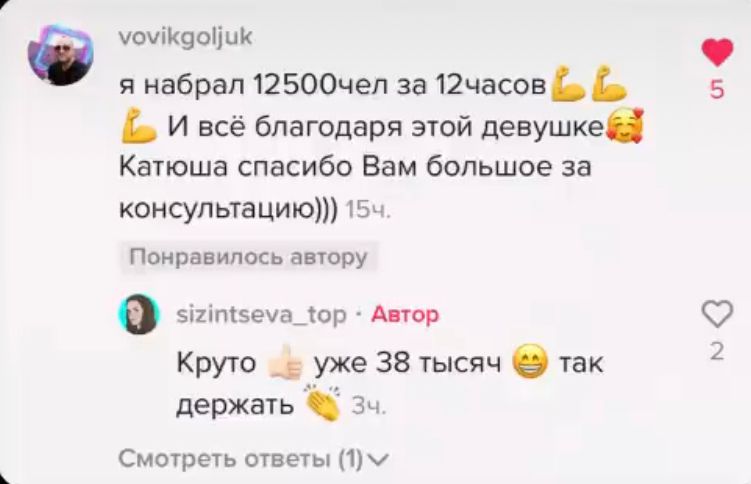 vovikgoljuk
я набрал 12500чел за 12часов💪💪
💪 И всё благодаря этой девушке🥰
Катюша спасибо Вам большое за
консультацию))) 15ч.
5
Понравилось автору
sizintseva_top · Автор
Круто 👍🏻 уже 38 тысяч 😁 так
держать 👏 3ч.
2
Смотреть ответы (1)